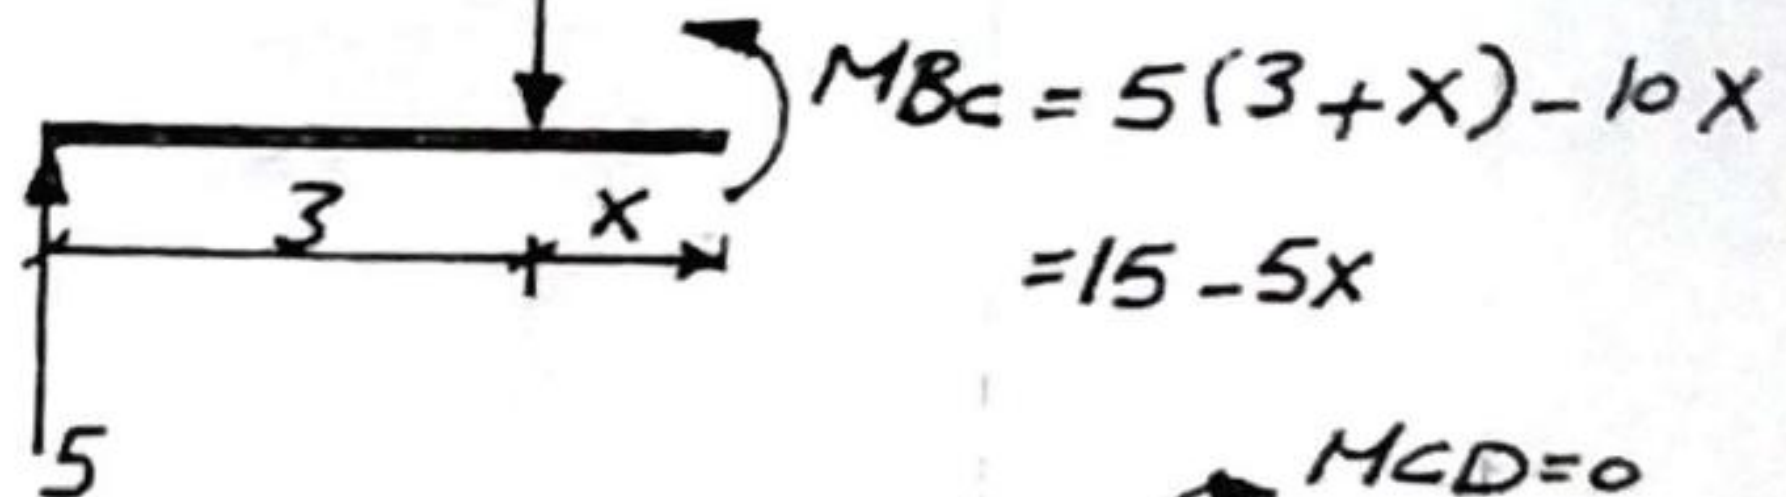 MBC = 5(3+x)-10x
3
x
=15-5x
5
MCD=0